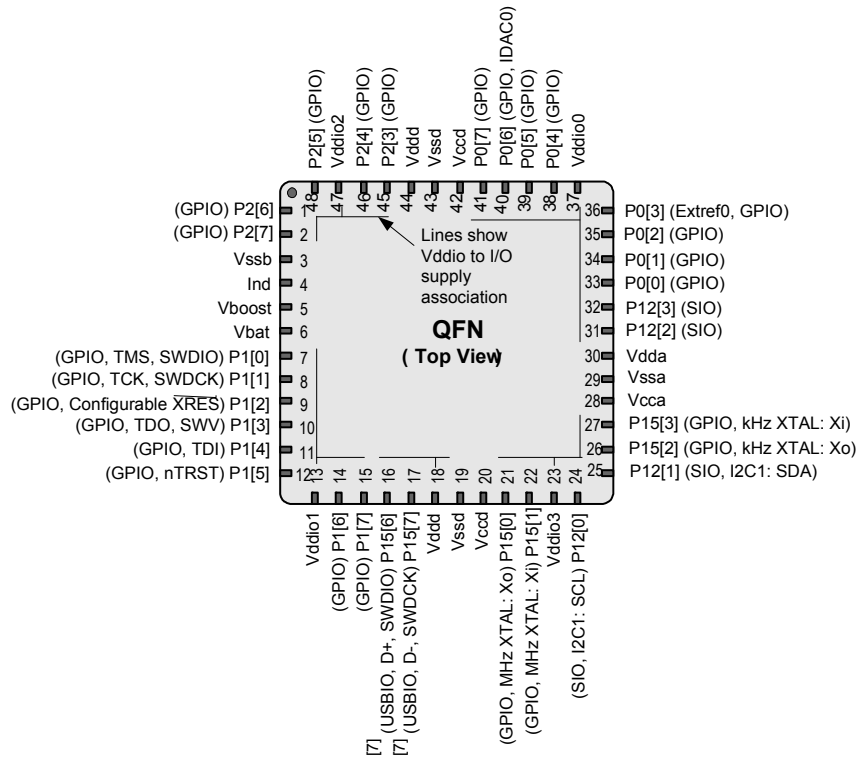 P2[5] (GPIO)
Vddio2
P2[4] (GPIO)
P2[3] (GPIO)
Vddd
Vssd
Vccd
P0[7] (GPIO)
P0[6] (GPIO, IDAC0)
P0[5] (GPIO)
P0[4] (GPIO)
Vddio0
48
47
46
45
44
43
42
41
40
39
38
37
(GPIO) P2[6]
1
(GPIO) P2[7]
2
Vssb
3
Ind
4
Vboost
5
Vbat
6
(GPIO, TMS, SWDIO) P1[0]
7
(GPIO, TCK, SWDCK) P1[1]
8
(GPIO, Configurable XRES) P1[2]
9
(GPIO, TDO, SWV) P1[3]
10
(GPIO, TDI) P1[4]
11
(GPIO, nTRST) P1[5]
12
Lines show
Vddio to I/O
supply
association
QFN
( Top View)
36
P0[3] (Extref0, GPIO)
35
P0[2] (GPIO)
34
P0[1] (GPIO)
33
P0[0] (GPIO)
32
P12[3] (SIO)
31
P12[2] (SIO)
30
Vdda
29
Vssa
28
Vcca
27
P15[3] (GPIO, kHz XTAL: Xi)
26
P15[2] (GPIO, kHz XTAL: Xo)
25
P12[1] (SIO, I2C1: SDA)
13
14
15
16
17
18
19
20
21
22
23
24
Vddio1
(GPIO) P1[6]
(GPIO) P1[7]
[7] (USBIO, D+, SWDIO) P15[6]
[7] (USBIO, D-, SWDCK) P15[7]
Vddd
Vssd
Vccd
(GPIO, MHz XTAL: Xo) P15[0]
(GPIO, MHz XTAL: Xi) P15[1]
Vddio3
(SIO, I2C1: SCL) P12[0]